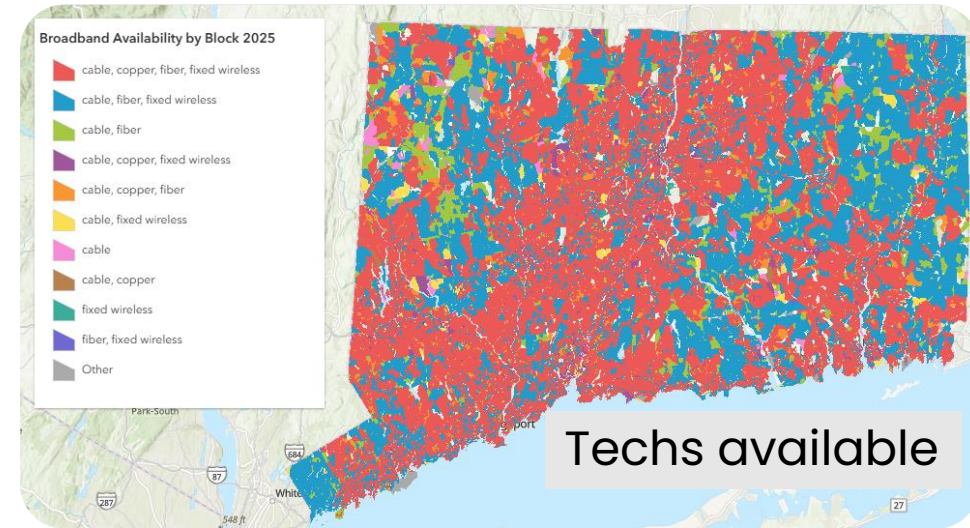 Broadband Availability by Block 2025
cable, copper, fiber, fixed wireless
cable, fiber, fixed wireless
cable, fiber
cable, copper, fixed wireless
cable, copper, fiber
cable, fixed wireless
cable
cable, copper
fixed wireless
fiber, fixed wireless
Other
Park-South
port
684
Techs available
87
White
287
27
548 ft